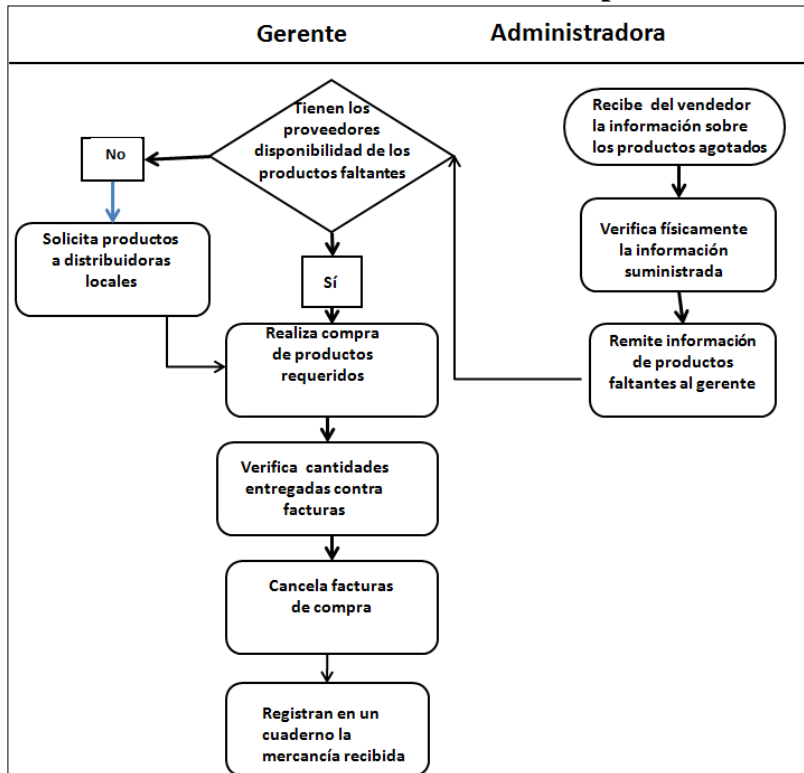 Gerente
Administradora
Tienen los
proveedores
disponibilidad de los
productos faltantes
No
Solicita productos
a distribuidoras
locales
Sí
Realiza compra
de productos
requeridos
Verifica cantidades
entregadas contra
facturas
Cancela facturas
de compra
Registran en un
cuaderno la
mercancía recibida
Recibe del vendedor
la información sobre
los productos agotados
Verifica físicamente
la información
suministrada
Remite información
de productos
faltantes al gerente